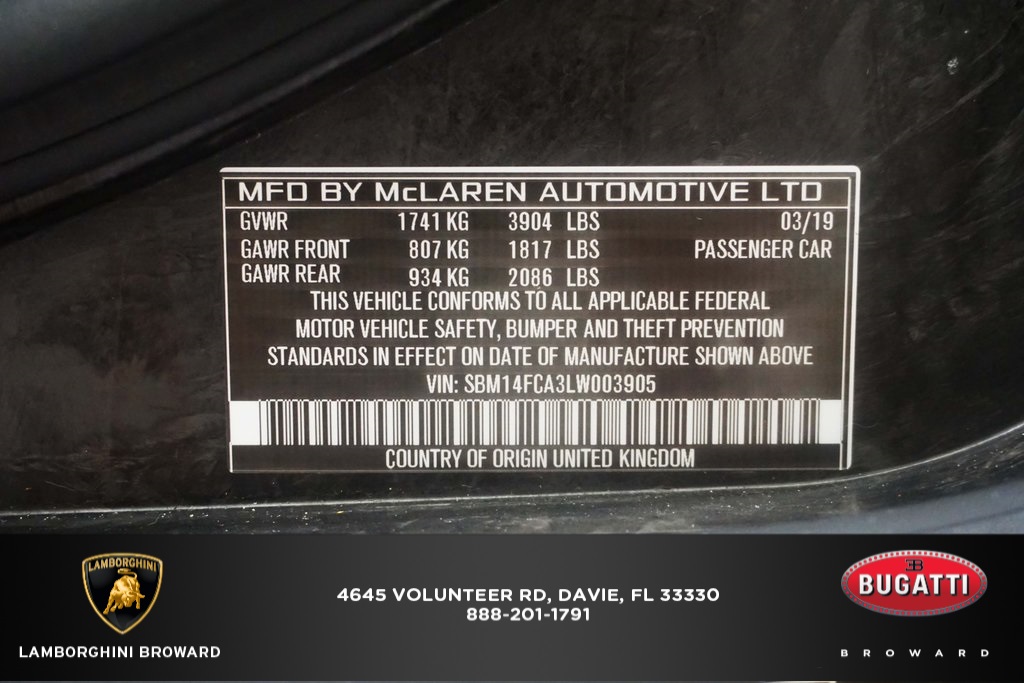 MFD BY McLAREN AUTOMOTIVE LTD
GVWR 1741 KG 3904 LBS 03/19
GAWR FRONT 807 KG 1817 LBS PASSENGER CAR
GAWR REAR 934 KG 2086 LBS
THIS VEHICLE CONFORMS TO ALL APPLICABLE FEDERAL
MOTOR VEHICLE SAFETY, BUMPER AND THEFT PREVENTION
STANDARDS IN EFFECT ON DATE OF MANUFACTURE SHOWN ABOVE
VIN: SBM14FCA3LW003905
COUNTRY OF ORIGIN UNITED KINGDOM
LAMBORGHINI
LAMBORGHINI BROWARD
4645 VOLUNTEER RD, DAVIE, FL 33330
888-201-1791
EB
BUGATTI
BROWARD